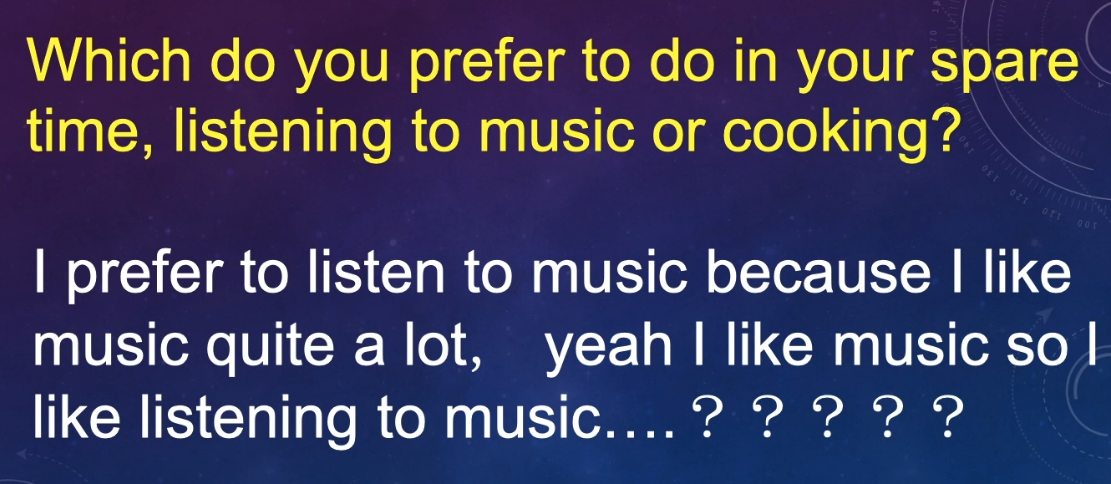 Which do you prefer to do in your spare
time, listening to music or cooking?
I prefer to listen to music because I like
music quite a lot， yeah I like music so I
like listening to music….？？？？？